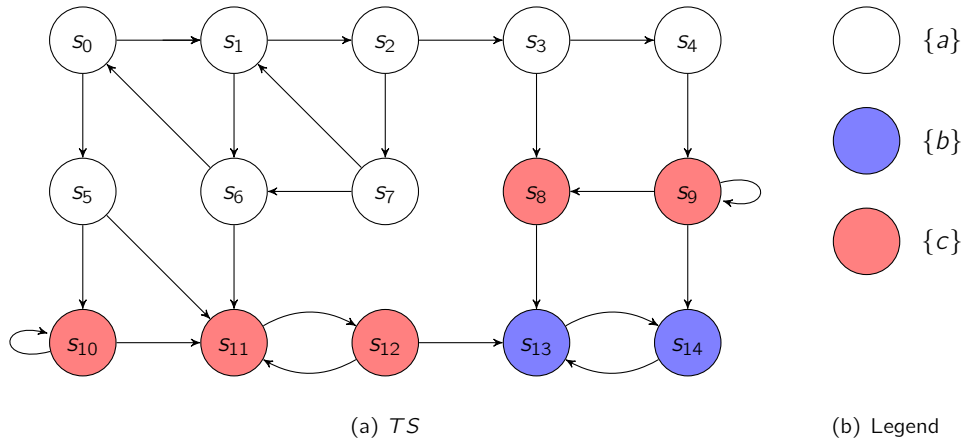 s₀ s₁ s₂ s₃ s₄ {a}
s₅ s₆ s₇ s₈ s₉ {b}
{c}
s₁₀ s₁₁ s₁₂ s₁₃ s₁₄
(a) TS (b) Legend